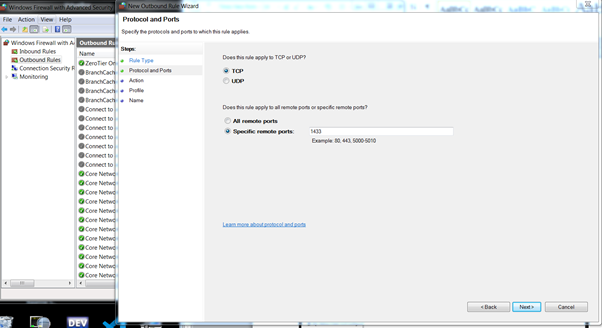 Windows Firewall with Advanced Security
File Action View Help
Windows Firewall with A
Inbound Rules
Outbound Rules
Connection Security R
Monitoring
Outbound Rul
Name
ZeroTier On
BranchCach
BranchCach
BranchCach
BranchCach
Connect to
Connect to
Connect to
Connect to
Connect to
Connect to
Core Netwo
Core Netwo
Core Netwo
Core Netwo
Core Netwo
Core Netwo
Core Netwo
Core Netwo
Core Netwo
Core Netwo
Core Netwo
Core Netwo
New Outbound Rule Wizard
Protocol and Ports
Specify the protocols and ports to which this rule applies.
Steps:
Rule Type
Protocol and Ports
Action
Profile
Name
Does this rule apply to TCP or UDP?
TCP
UDP
Does this rule apply to all remote ports or specific remote ports?
All remote ports
Specific remote ports:
1433
Example: 80, 443, 5000-5010
Learn more about protocol and ports
< Back
Next >
Cancel
DEV